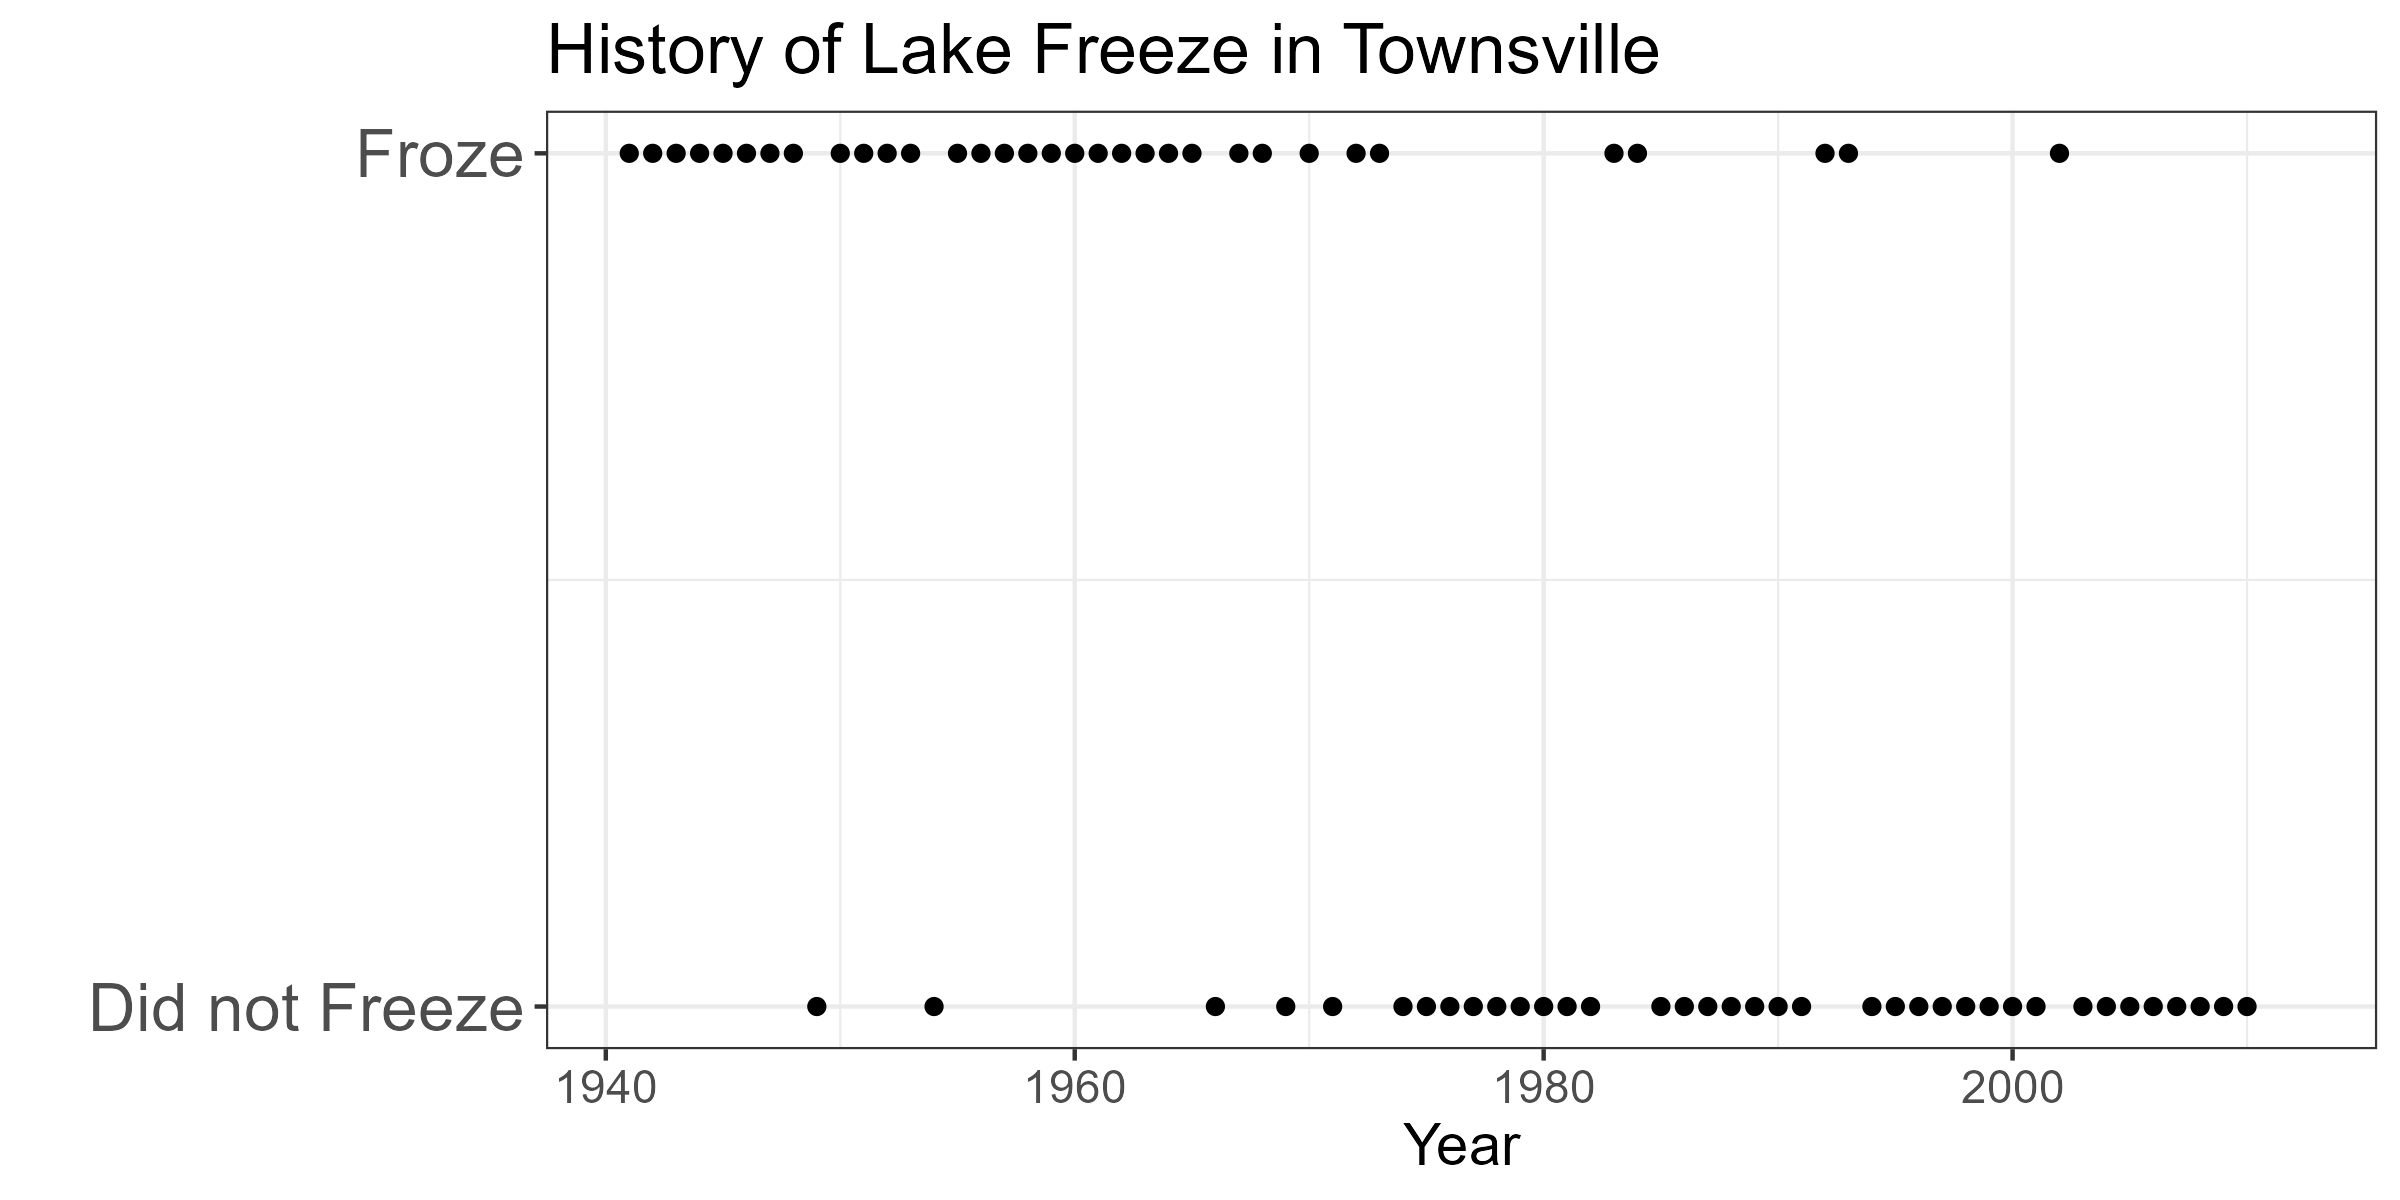 History of Lake Freeze in Townsville
Froze
Did not Freeze
1940 1960 1980 2000
Year